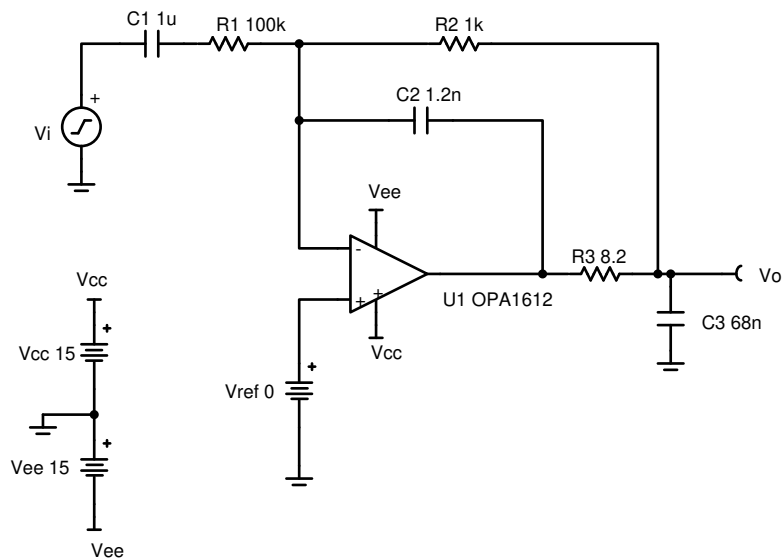 C1 1u
R1 100k
R2 1k
C2 1.2n
+
Vi
Vee
-
+
+
U1 OPA1612
Vcc
R3 8.2
Vo
C3 68n
Vref 0
+
Vcc
+
Vcc 15
+
Vee 15
Vee